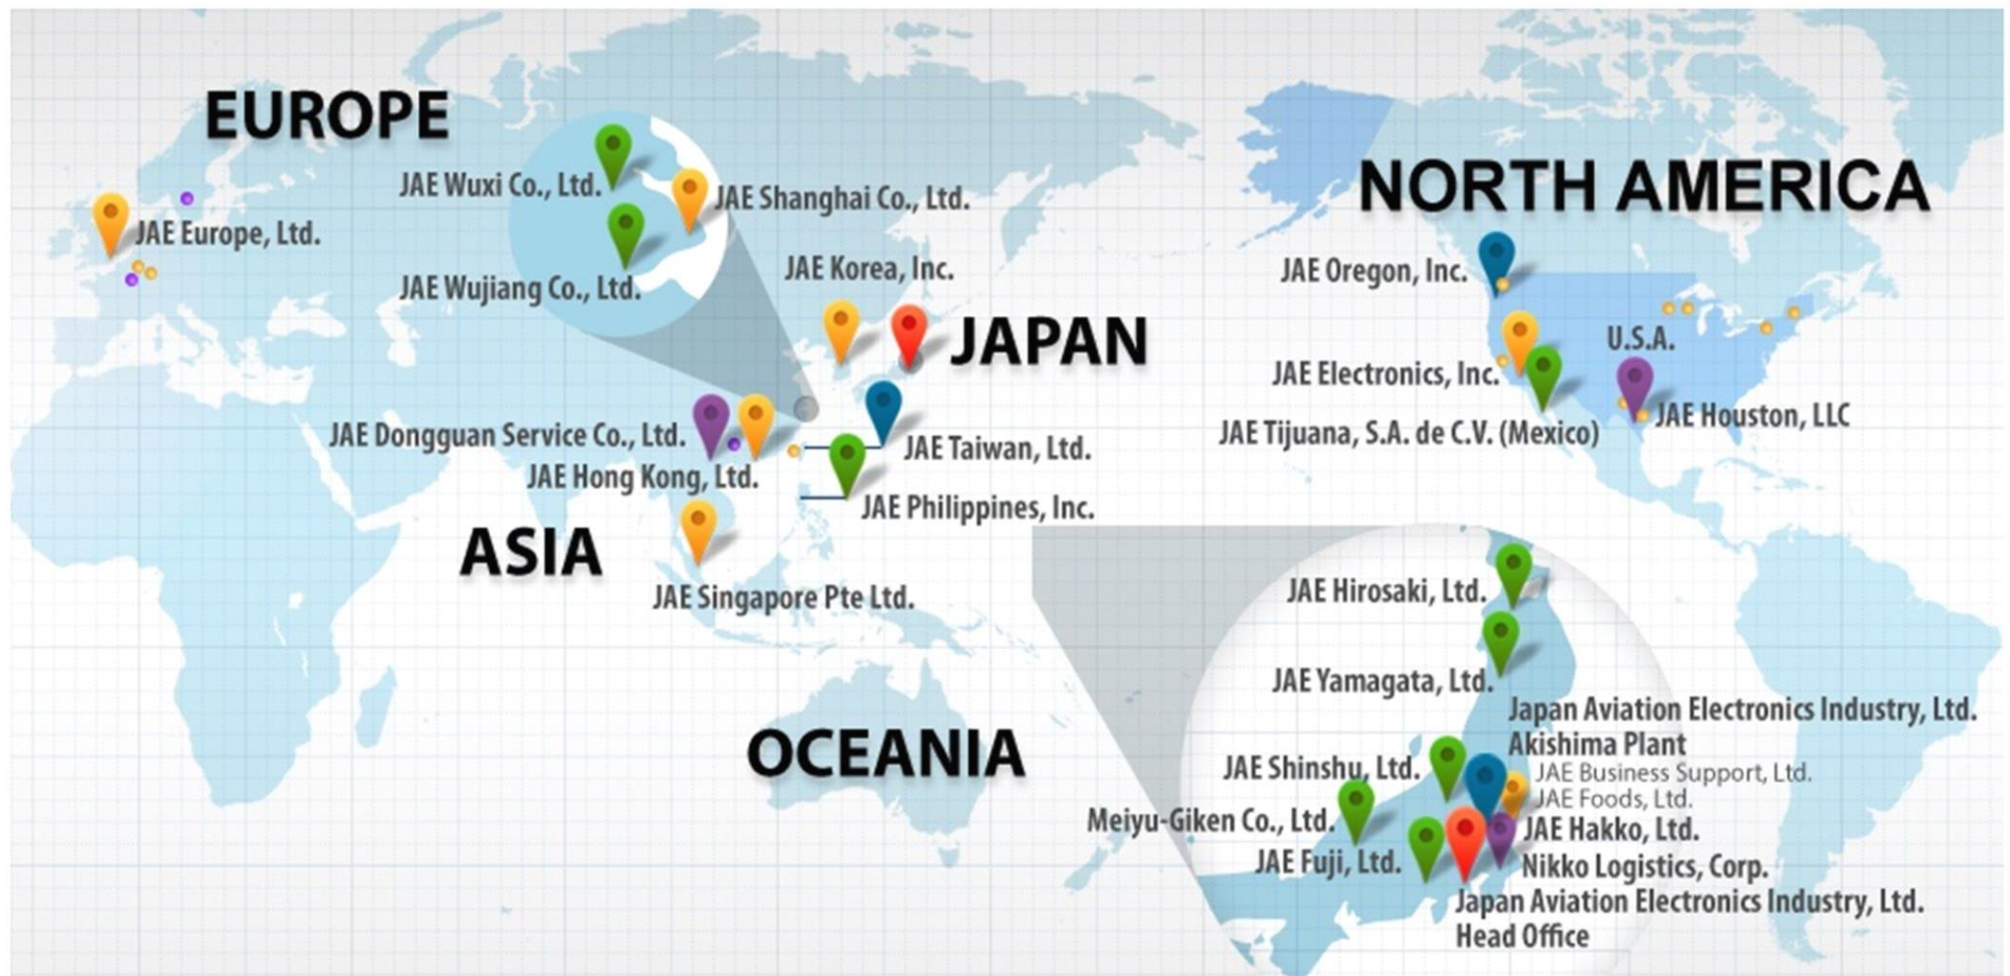 EUROPE
JAE Wuxi Co., Ltd.
JAE Shanghai Co., Ltd.
JAE Europe, Ltd.
JAE Wujiang Co., Ltd.
JAE Korea, Inc.
JAPAN
JAE Dongguan Service Co., Ltd.
JAE Hong Kong, Ltd.
JAE Taiwan, Ltd.
JAE Philippines, Inc.
ASIA
JAE Singapore Pte Ltd.
OCEANIA
NORTH AMERICA
JAE Oregon, Inc.
U.S.A.
JAE Electronics, Inc.
JAE Houston, LLC
JAE Tijuana, S.A. de C.V. (Mexico)
JAE Hirosaki, Ltd.
JAE Yamagata, Ltd.
Japan Aviation Electronics Industry, Ltd.
Akishima Plant
JAE Shinshu, Ltd.
JAE Business Support, Ltd.
JAE Foods, Ltd.
Meiyu-Giken Co., Ltd.
JAE Hakko, Ltd.
JAE Fuji, Ltd.
Nikko Logistics, Corp.
Japan Aviation Electronics Industry, Ltd.
Head Office